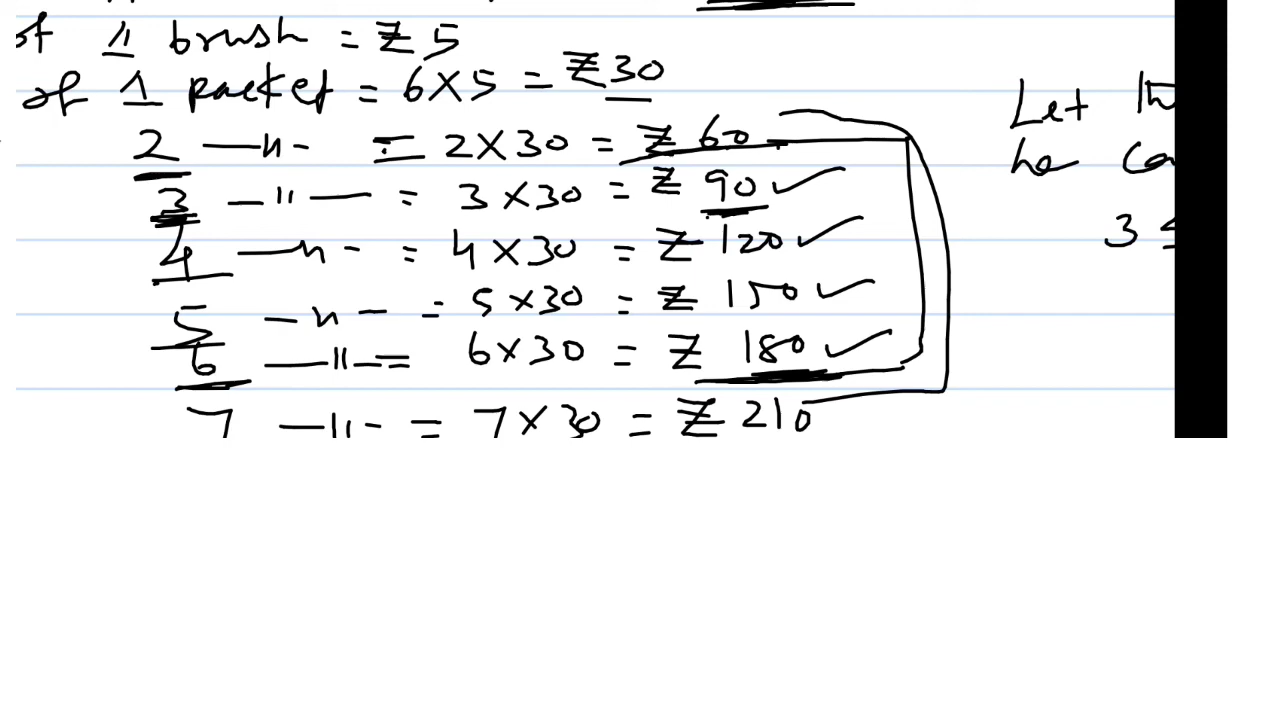 of 1 brush = ₹ 5
of 1 packet = 6 X 5 = ₹ 30
2 —"- = 2 X 30 = ₹ 60
3 —"— = 3 X 30 = ₹ 90 ✓
4 —"- = 4 X 30 = ₹ 120 ✓
5 —"- = 5 X 30 = ₹ 150 ✓
6 —"- = 6 X 30 = ₹ 180 ✓
7 —"- = 7 X 30 = ₹ 210
Let
he
3 ≤